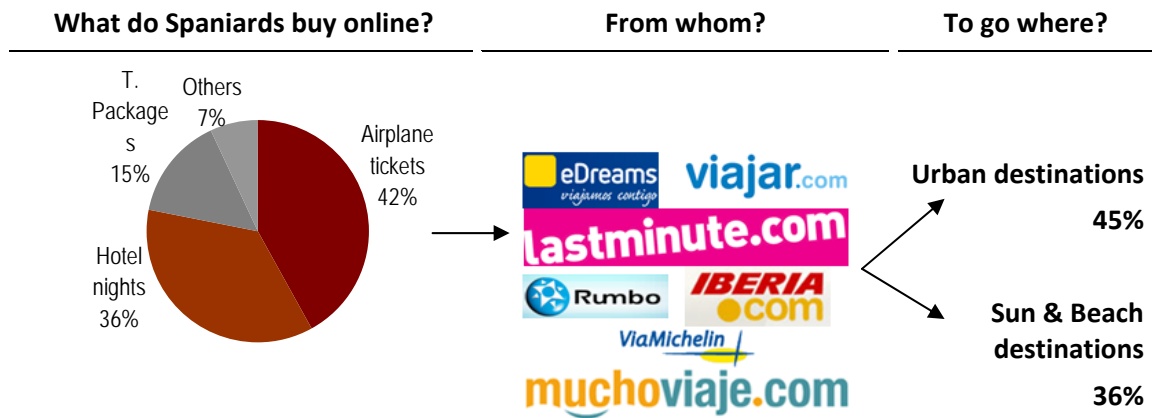 What do Spaniards buy online?
From whom?
To go where?
T.
Package
s
15%
Others
7%
Airplane
tickets
42%
Hotel
nights
36%
eDreams
viajamos contigo
viajar.com
lastminute.com
Rumbo
IBERIA
com
ViaMichelin
muchoviaje.com
Urban destinations
45%
Sun & Beach
destinations
36%